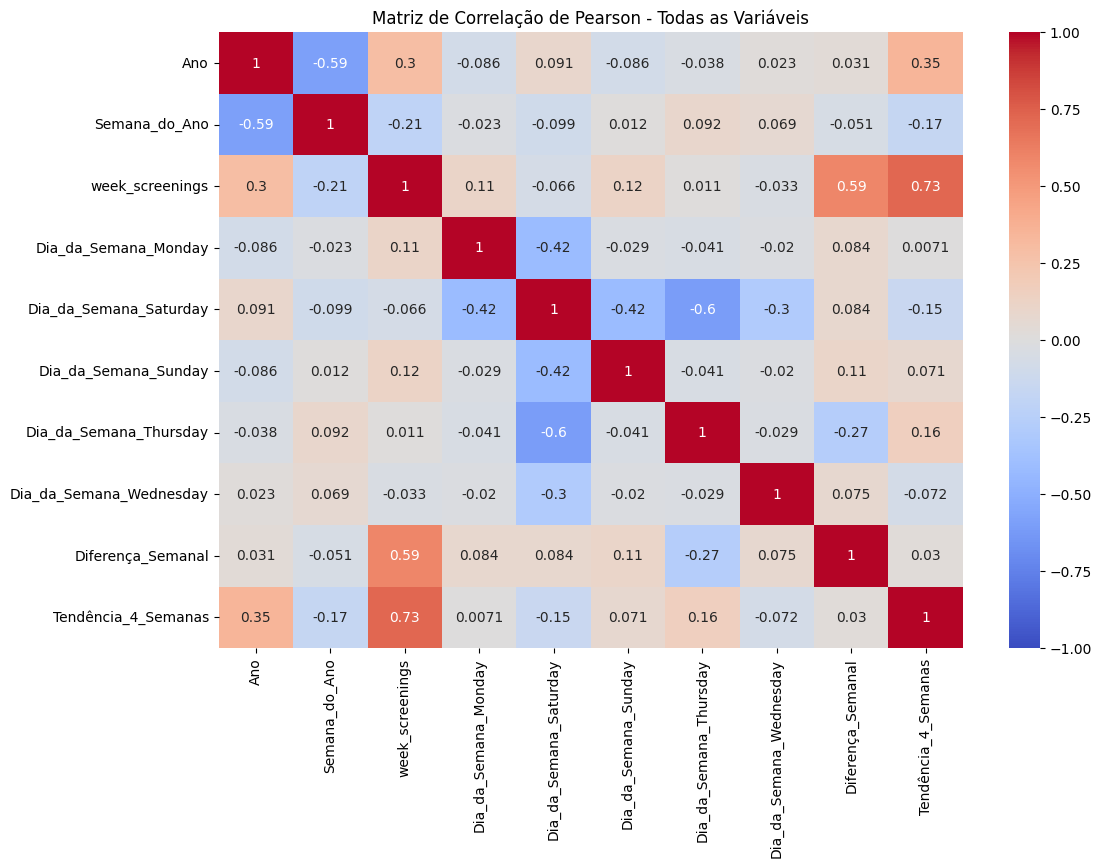 Matriz de Correlação de Pearson - Todas as Variáveis
Ano 1 -0.59 0.3 -0.086 0.091 -0.086 -0.038 0.023 0.031 0.35
Semana_do_Ano -0.59 1 -0.21 -0.023 -0.099 0.012 0.092 0.069 -0.051 -0.17
week_screenings 0.3 -0.21 1 0.11 -0.066 0.12 0.011 -0.033 0.59 0.73
Dia_da_Semana_Monday -0.086 -0.023 0.11 1 -0.42 -0.029 -0.041 -0.02 0.084 0.0071
Dia_da_Semana_Saturday 0.091 -0.099 -0.066 -0.42 1 -0.42 -0.6 -0.3 0.084 -0.15
Dia_da_Semana_Sunday -0.086 0.012 0.12 -0.029 -0.42 1 -0.041 -0.02 0.11 0.071
Dia_da_Semana_Thursday -0.038 0.092 0.011 -0.041 -0.6 -0.041 1 -0.029 -0.27 0.16
Dia_da_Semana_Wednesday 0.023 0.069 -0.033 -0.02 -0.3 -0.02 -0.029 1 0.075 -0.072
Diferença_Semanal 0.031 -0.051 0.59 0.084 0.084 0.11 -0.27 0.075 1 0.03
Tendência_4_Semanas 0.35 -0.17 0.73 0.0071 -0.15 0.071 0.16 -0.072 0.03 1
Ano
Semana_do_Ano
week_screenings
Dia_da_Semana_Monday
Dia_da_Semana_Saturday
Dia_da_Semana_Sunday
Dia_da_Semana_Thursday
Dia_da_Semana_Wednesday
Diferença_Semanal
Tendência_4_Semanas
1.00
0.75
0.50
0.25
0.00
−0.25
−0.50
−0.75
−1.00